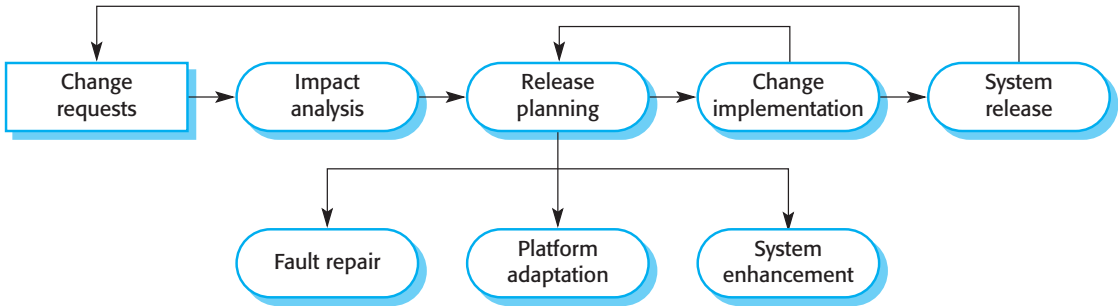 Change
requests
Impact
analysis
Release
planning
Change
implementation
System
release
Fault repair
Platform
adaptation
System
enhancement